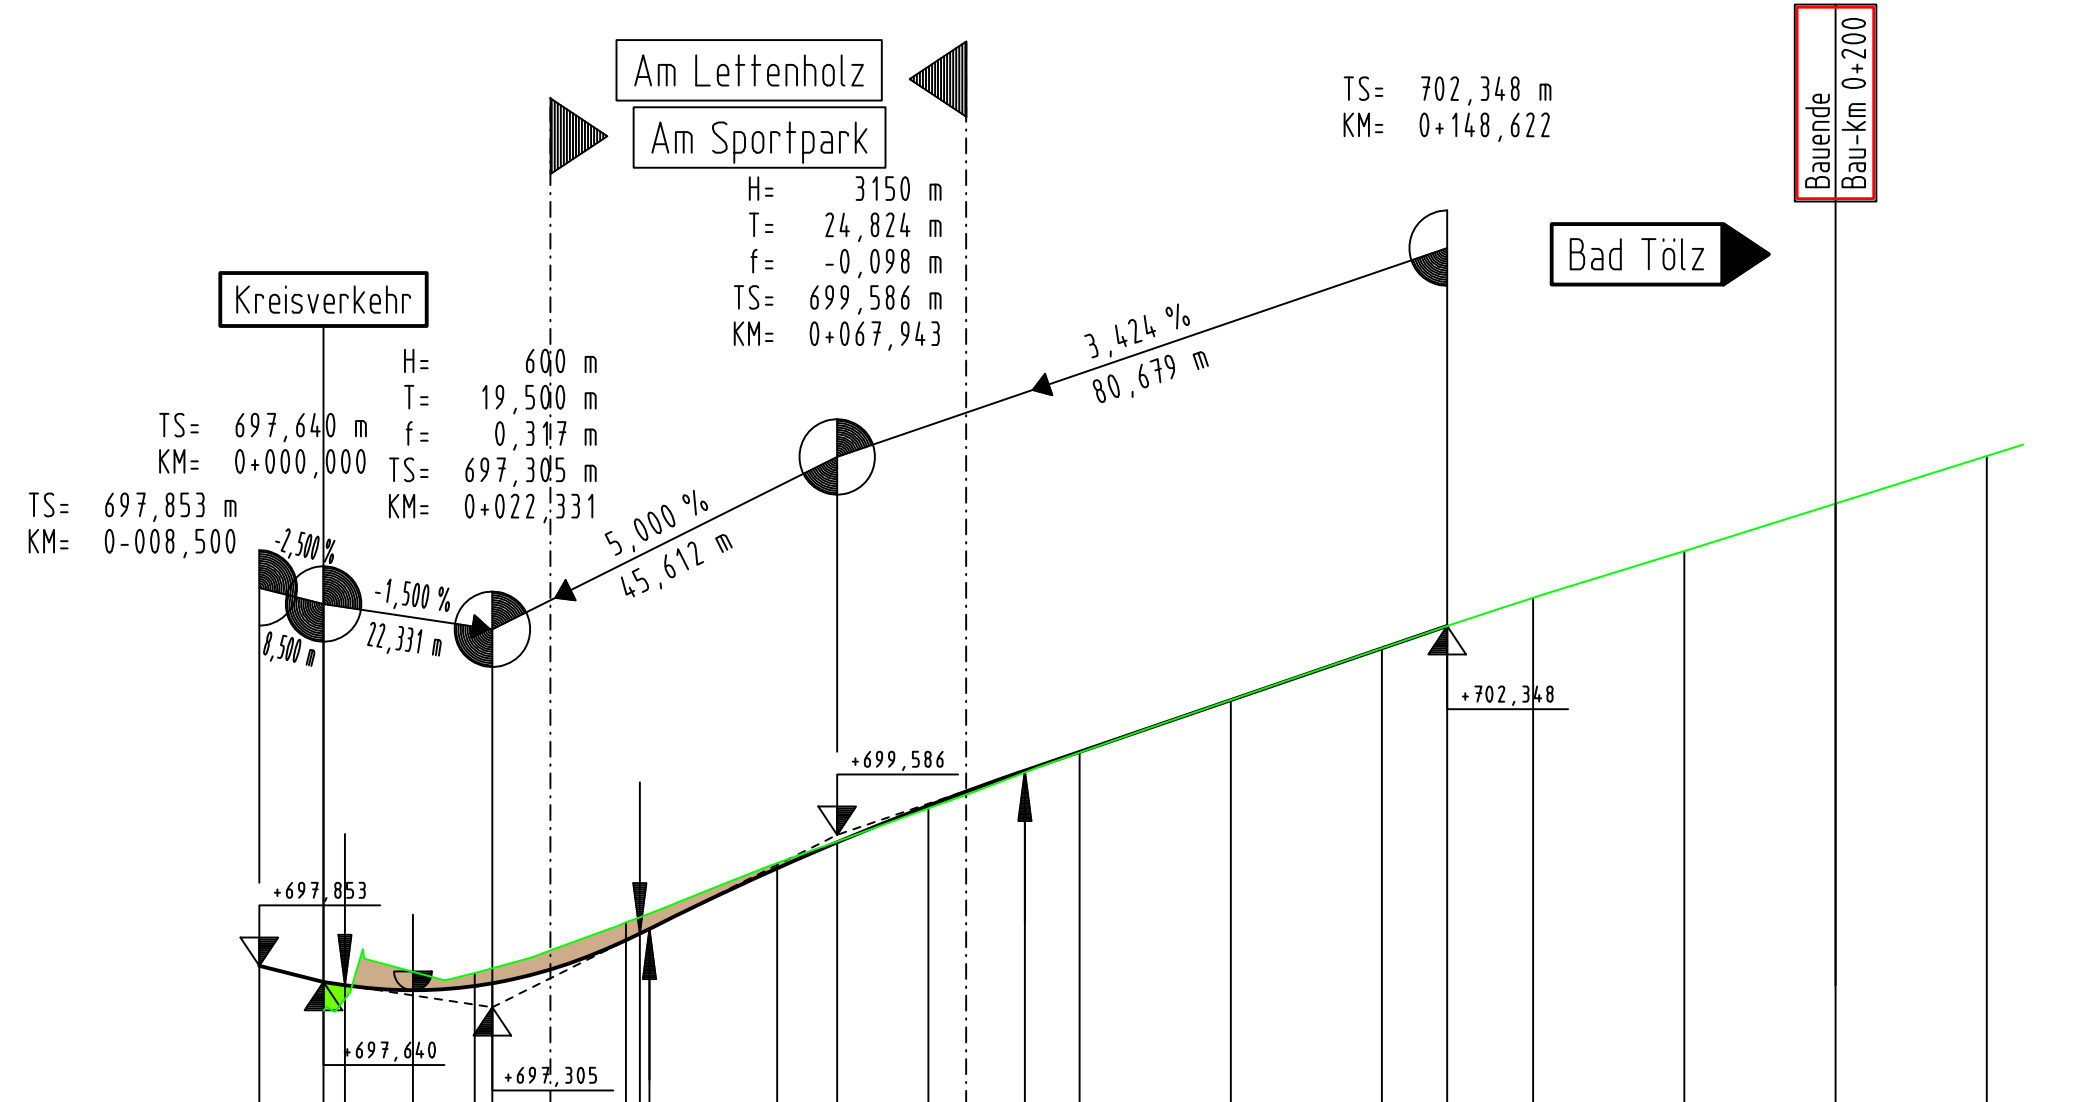 Bauende
Bau-Km 0+200
Am Lettenholz
Am Sportpark
TS= 702,348 m
KM= 0+148,622
H= 3150 m
T= 24,824 m
f= -0,098 m
TS= 699,586 m
KM= 0+067,943
Bad Tölz
Kreisverkehr
H= 600 m
T= 19,500 m
f= 0,317 m
TS= 697,305 m
KM= 0+022,331
TS= 697,640 m
KM= 0+000,000
TS= 697,853 m
KM= 0-008,500
3,424 %
80,679 m
5,000 %
45,612 m
-2,500 %
8,500 m
-1,500 %
22,331 m
+702,348
+699,586
+697,853
+697,640
+697,305